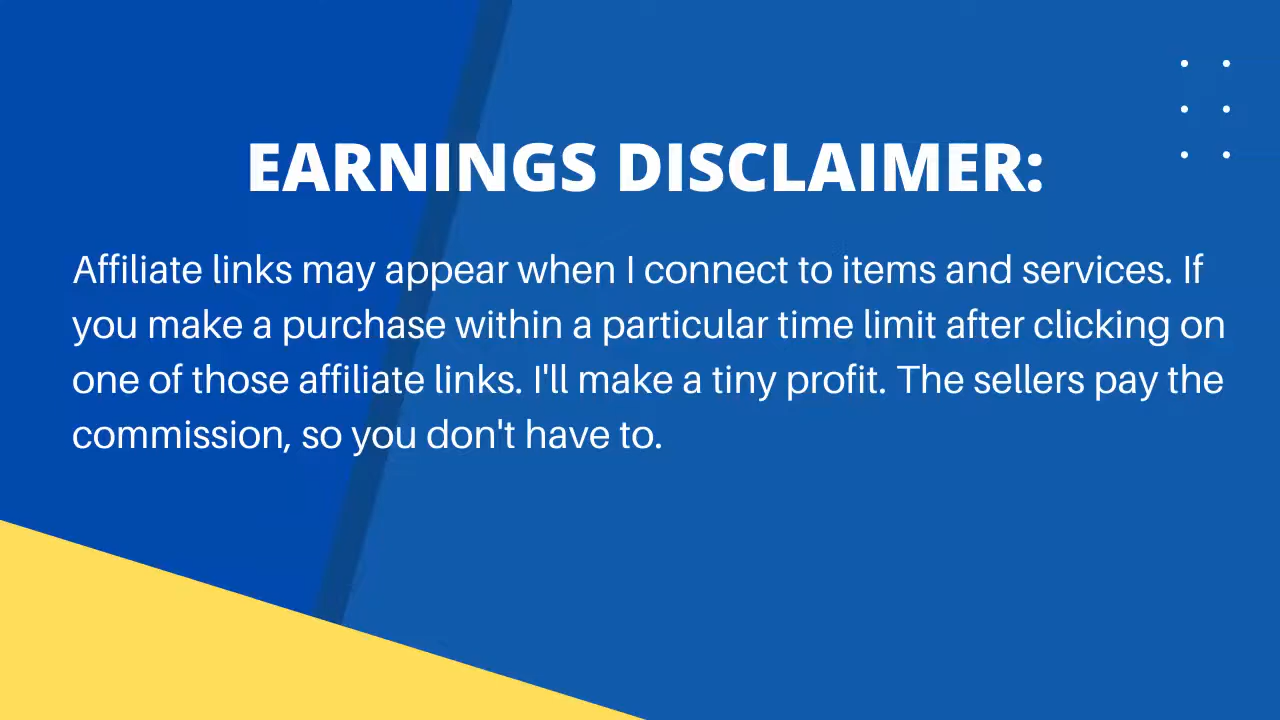 EARNINGS DISCLAIMER:
Affiliate links may appear when I connect to items and services. If
you make a purchase within a particular time limit after clicking on
one of those affiliate links. I'll make a tiny profit. The sellers pay the
commission, so you don't have to.